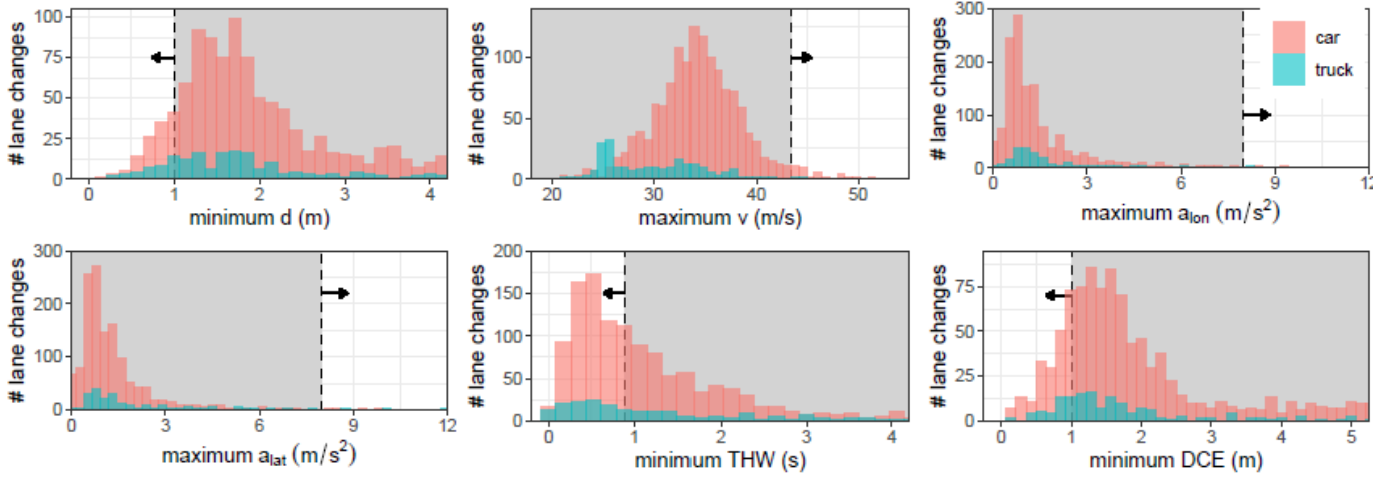 # lane changes
100
75
50
25
0
0 1 2 3 4
minimum d (m)
# lane changes
100
50
0
20 30 40 50
maximum v (m/s)
# lane changes
300
200
100
0
0 3 6 9 12
maximum a_lon (m/s²)
car
truck
# lane changes
300
200
100
0
0 3 6 9 12
maximum a_lat (m/s²)
# lane changes
200
150
100
50
0
0 1 2 3 4
minimum THW (s)
# lane changes
75
50
25
0
0 1 2 3 4 5
minimum DCE (m)